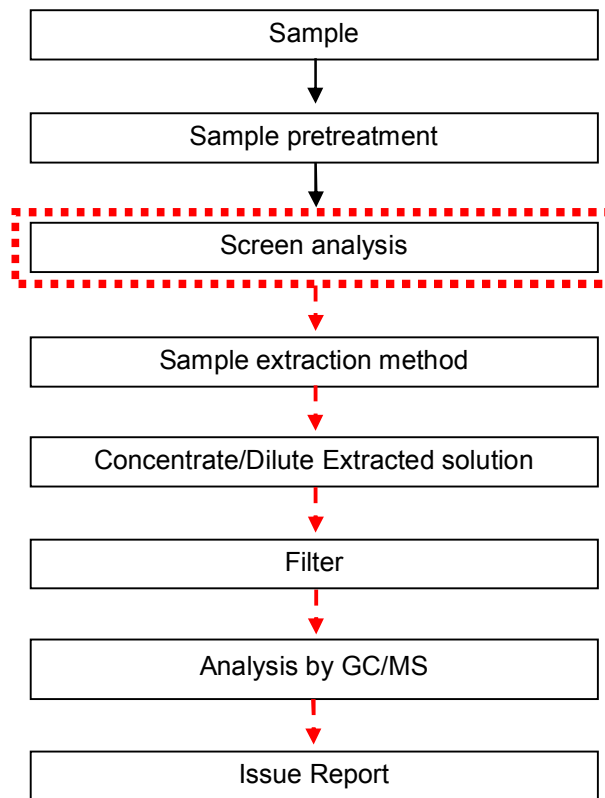 Sample
Sample pretreatment
Screen analysis
Sample extraction method
Concentrate/Dilute Extracted solution
Filter
Analysis by GC/MS
Issue Report